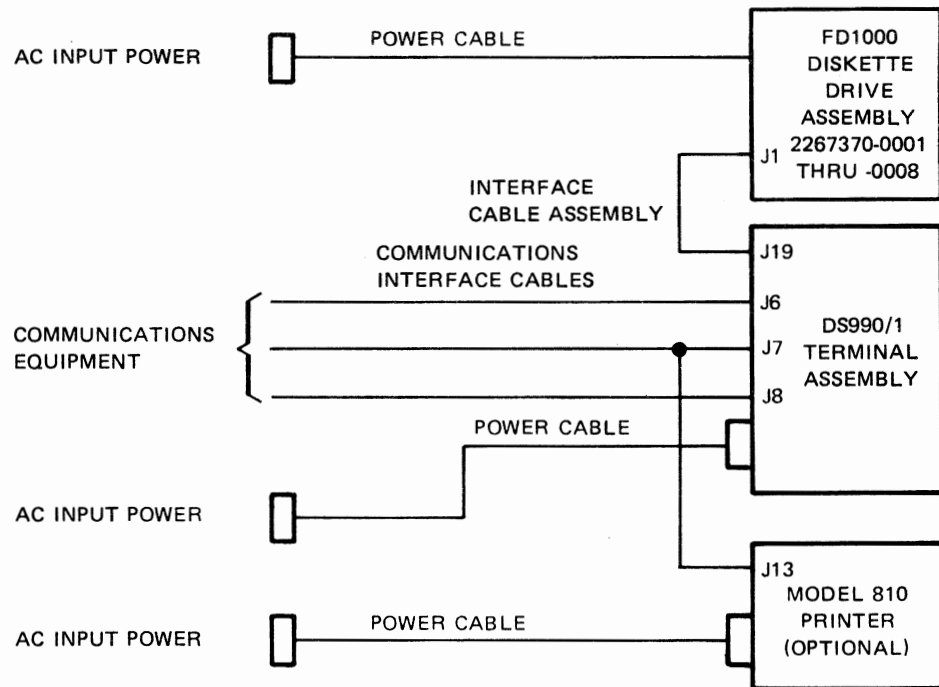 AC INPUT POWER
POWER CABLE
FD1000
DISKETTE
DRIVE
ASSEMBLY
2267370-0001
THRU -0008
J1
INTERFACE
CABLE ASSEMBLY
J19
COMMUNICATIONS
INTERFACE CABLES
J6
COMMUNICATIONS
EQUIPMENT
J7
DS990/1
TERMINAL
ASSEMBLY
J8
POWER CABLE
AC INPUT POWER
J13
MODEL 810
PRINTER
(OPTIONAL)
POWER CABLE
AC INPUT POWER